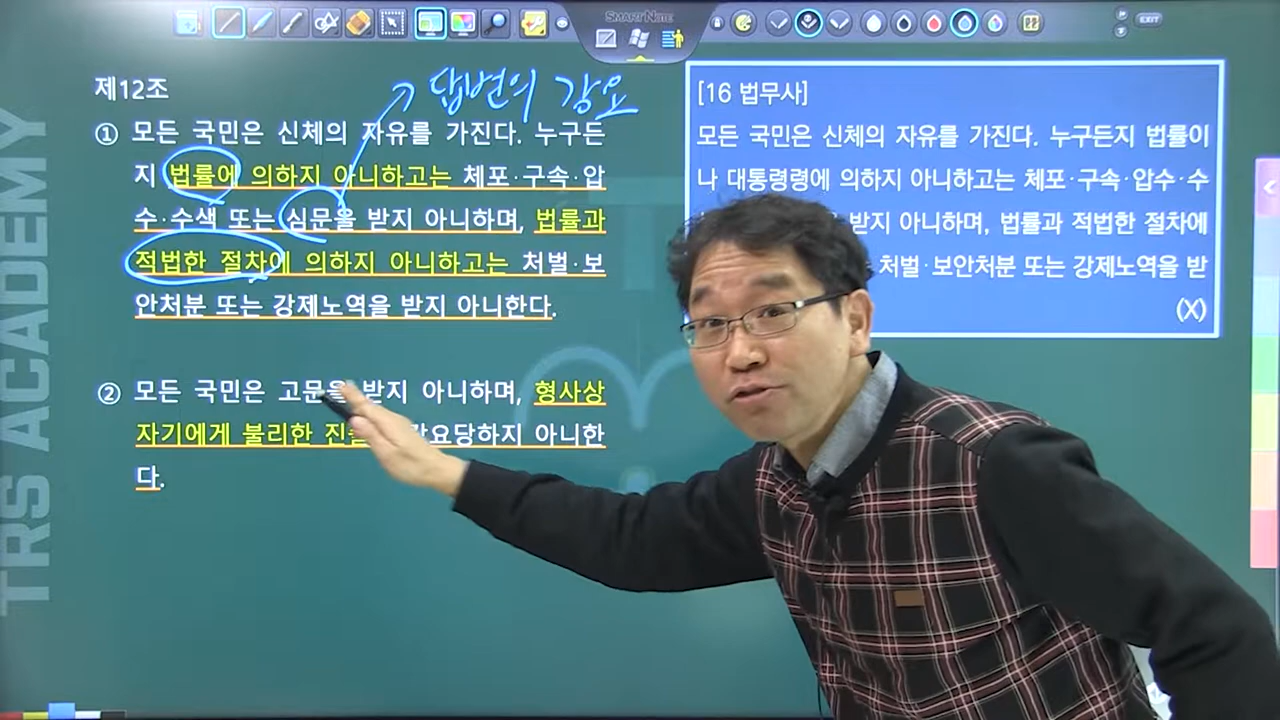 SMART NOTE
EXIT
TRS ACADEMY
답변의 강요
제12조
① 모든 국민은 신체의 자유를 가진다. 누구든
지 법률에 의하지 아니하고는 체포·구속·압
수·수색 또는 심문을 받지 아니하며, 법률과
적법한 절차에 의하지 아니하고는 처벌·보
안처분 또는 강제노역을 받지 아니한다.
② 모든 국민은 고문을 받지 아니하며, 형사상
자기에게 불리한 진 강요당하지 아니한
다.
[16 법무사]
모든 국민은 신체의 자유를 가진다. 누구든지 법률이
나 대통령령에 의하지 아니하고는 체포·구속·압수·수
받지 아니하며, 법률과 적법한 절차에
처벌·보안처분 또는 강제노역을 받
(X)